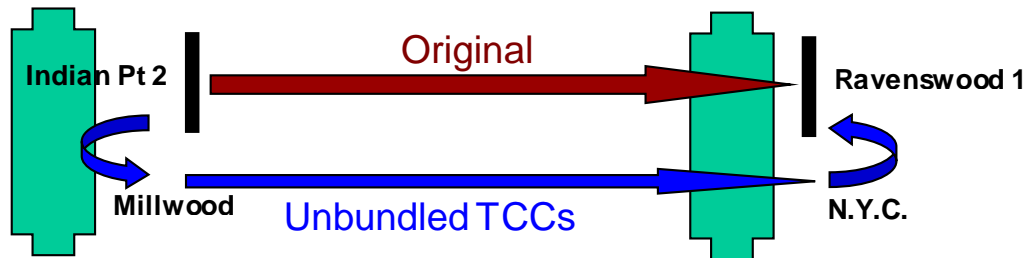 Original
Indian Pt 2
Ravenswood 1
Millwood
N.Y.C.
Unbundled TCCs